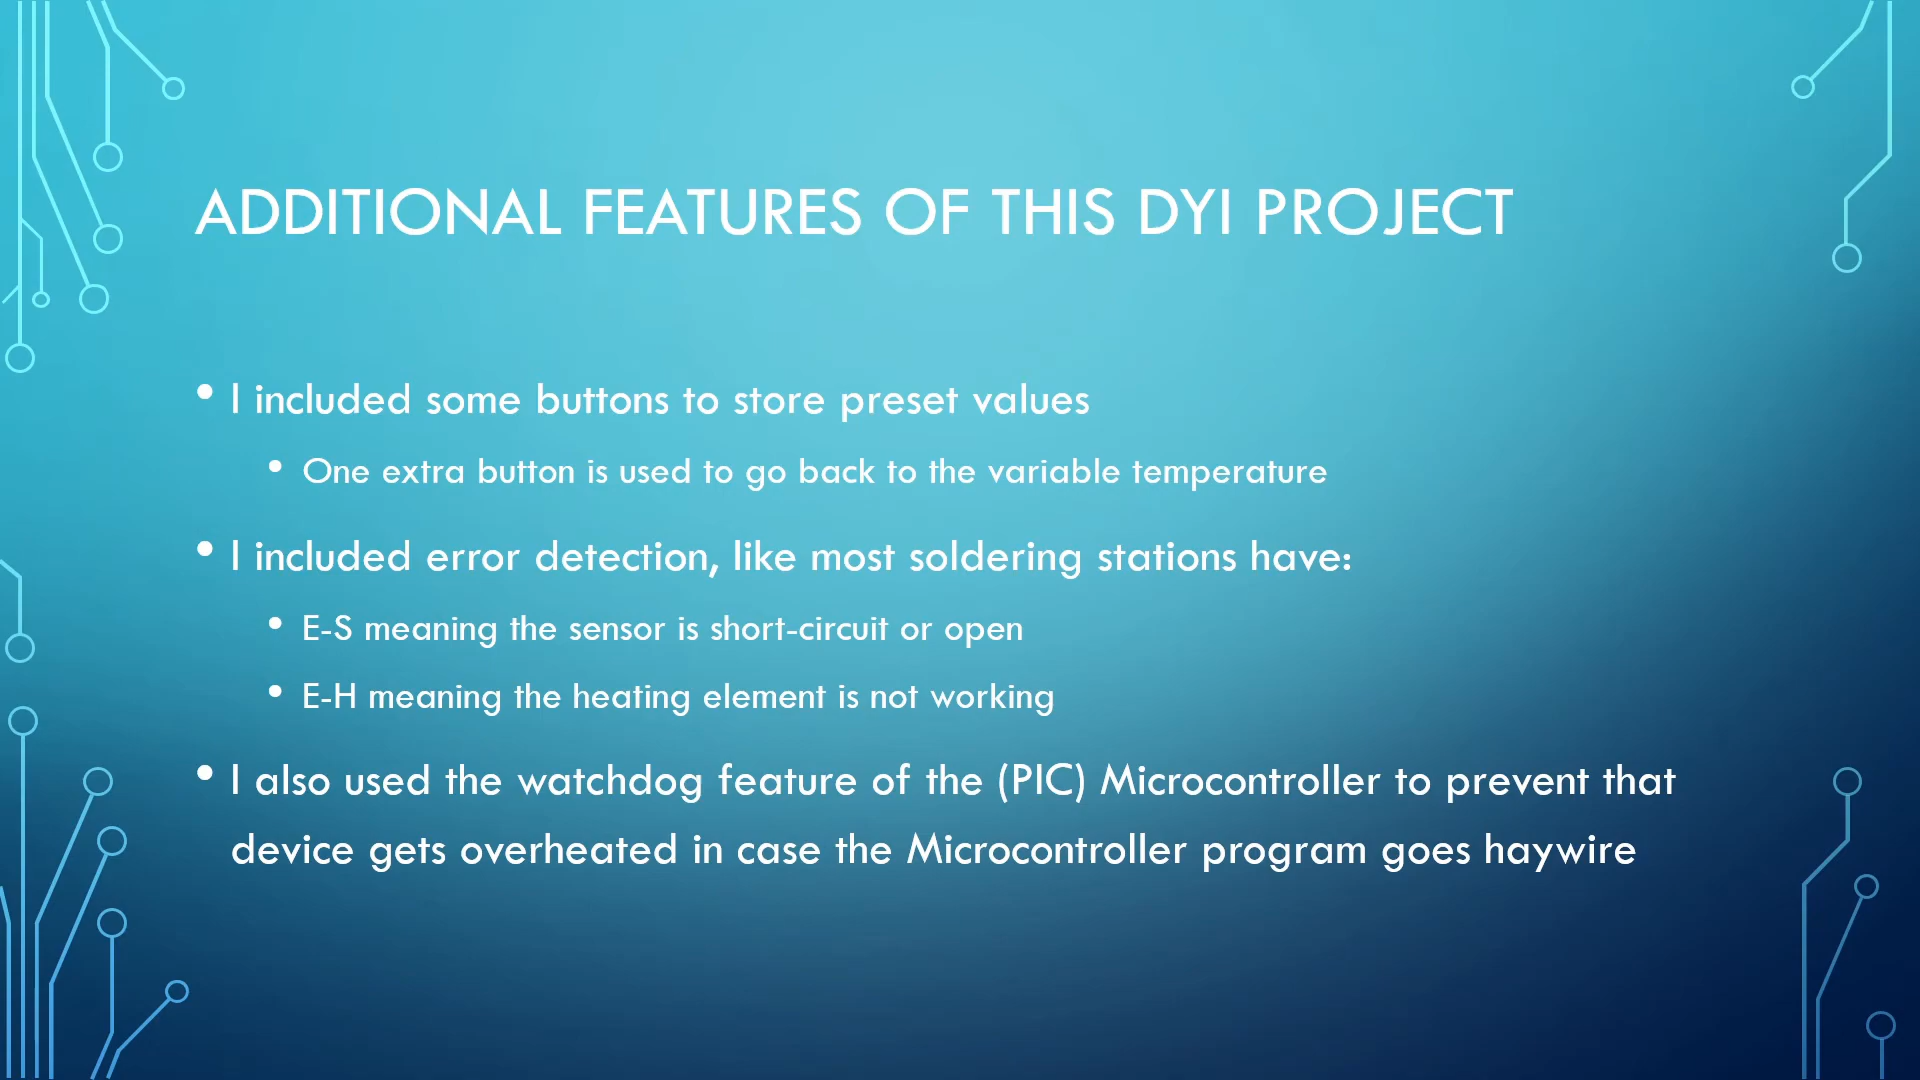 ADDITIONAL FEATURES OF THIS DYI PROJECT
• I included some buttons to store preset values
• One extra button is used to go back to the variable temperature
• I included error detection, like most soldering stations have:
• E-S meaning the sensor is short-circuit or open
• E-H meaning the heating element is not working
• I also used the watchdog feature of the (PIC) Microcontroller to prevent that
device gets overheated in case the Microcontroller program goes haywire